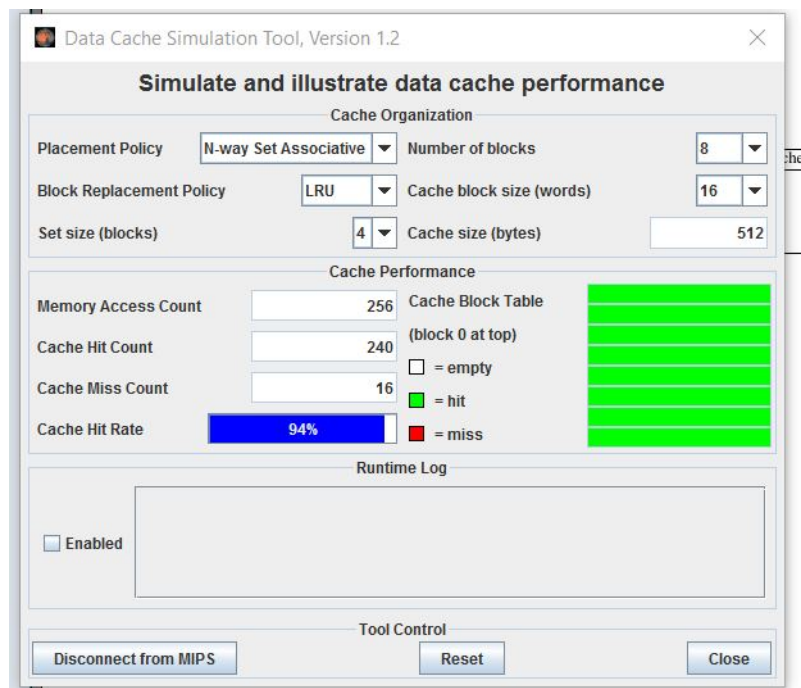 Data Cache Simulation Tool, Version 1.2
Simulate and illustrate data cache performance
Cache Organization
Placement Policy N-way Set Associative Number of blocks 8
Block Replacement Policy LRU Cache block size (words) 16
Set size (blocks) 4 Cache size (bytes) 512
Cache Performance
Memory Access Count 256
Cache Hit Count 240
Cache Miss Count 16
Cache Hit Rate 94%
Cache Block Table
(block 0 at top)
= empty
= hit
= miss
Runtime Log
Enabled
Tool Control
Disconnect from MIPS Reset Close